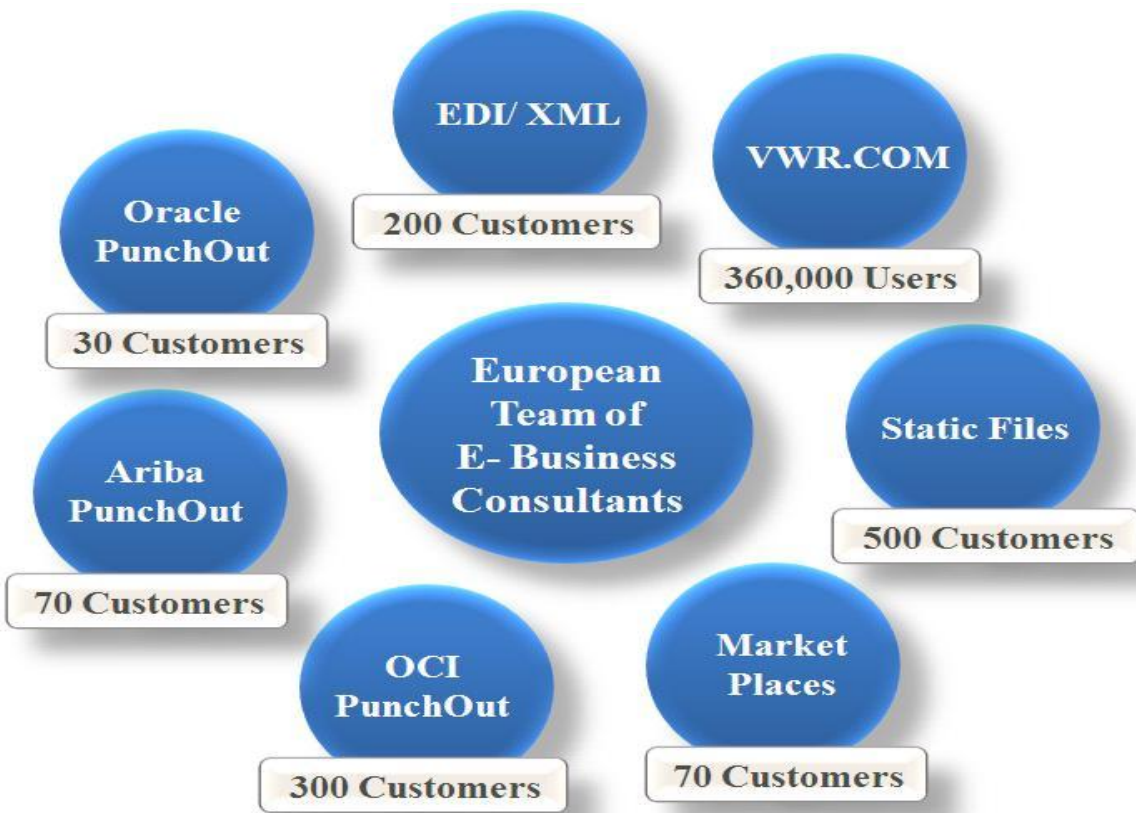 EDI/ XML
200 Customers
VWR.COM
360,000 Users
Oracle
PunchOut
30 Customers
European
Team of
E- Business
Consultants
Static Files
500 Customers
Ariba
PunchOut
70 Customers
OCI
PunchOut
300 Customers
Market
Places
70 Customers